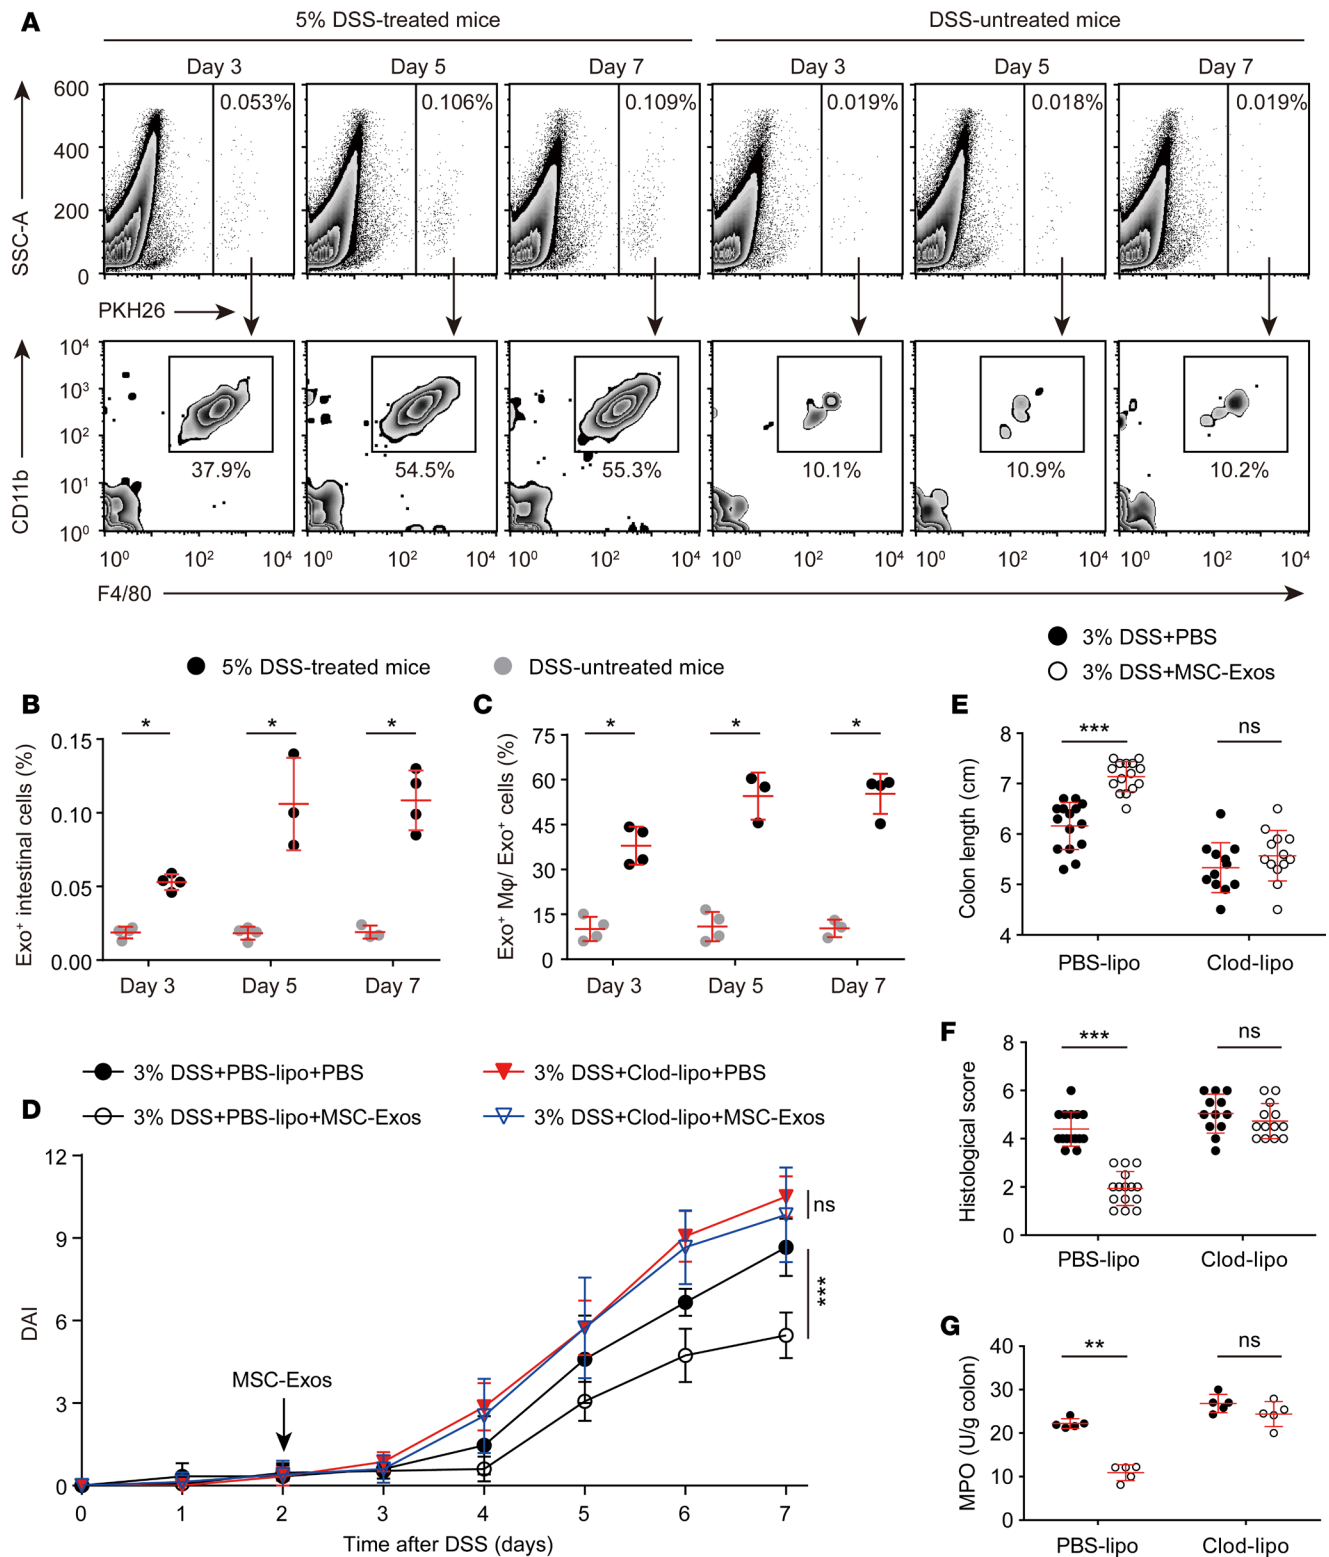 A
5% DSS-treated mice
DSS-untreated mice
Day 3
Day 5
Day 7
Day 3
Day 5
Day 7
600
400
200
0
SSC-A
0.053%
0.106%
0.109%
0.019%
0.018%
0.019%
PKH26
10⁴
10³
10²
10¹
10⁰
CD11b
37.9%
54.5%
55.3%
10.1%
10.9%
10.2%
10⁰ 10² 10⁴
10⁰ 10² 10⁴
10⁰ 10² 10⁴
10⁰ 10² 10⁴
10⁰ 10² 10⁴
10⁰ 10² 10⁴
F4/80
5% DSS-treated mice
DSS-untreated mice
B
Exo⁺ intestinal cells (%)
0.15
0.10
0.05
0.00
*
*
*
Day 3
Day 5
Day 7
C
Exo⁺ Mφ/ Exo⁺ cells (%)
75
60
45
30
15
0
*
*
*
Day 3
Day 5
Day 7
3% DSS+PBS
3% DSS+MSC-Exos
E
Colon length (cm)
8
7
6
5
4
***
ns
PBS-lipo
Clod-lipo
D
3% DSS+PBS-lipo+PBS
3% DSS+Clod-lipo+PBS
3% DSS+PBS-lipo+MSC-Exos
3% DSS+Clod-lipo+MSC-Exos
DAI
12
9
6
3
0
MSC-Exos
ns
***
0 1 2 3 4 5 6 7
Time after DSS (days)
F
Histological score
8
6
4
2
0
***
ns
PBS-lipo
Clod-lipo
G
MPO (U/g colon)
40
30
20
10
0
**
ns
PBS-lipo
Clod-lipo